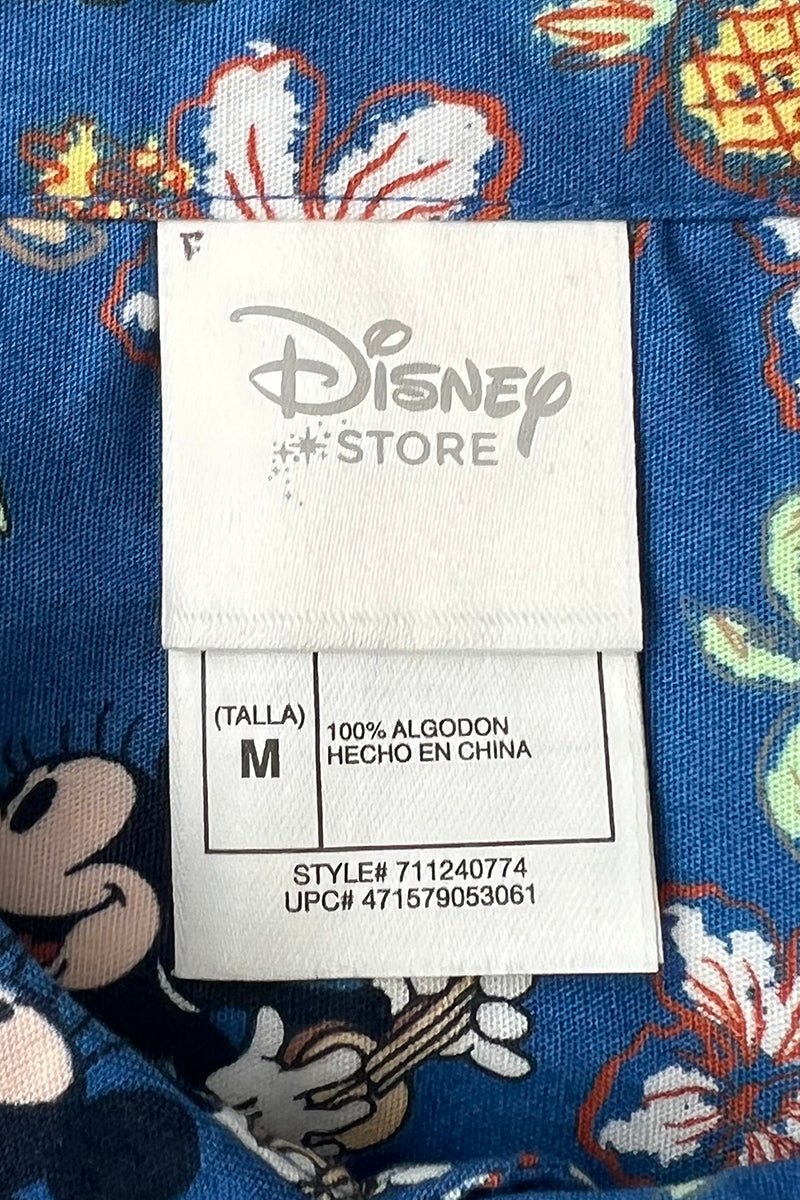 Disney
STORE
(TALLA)
M
100% ALGODON
HECHO EN CHINA
STYLE# 711240774
UPC# 471579053061